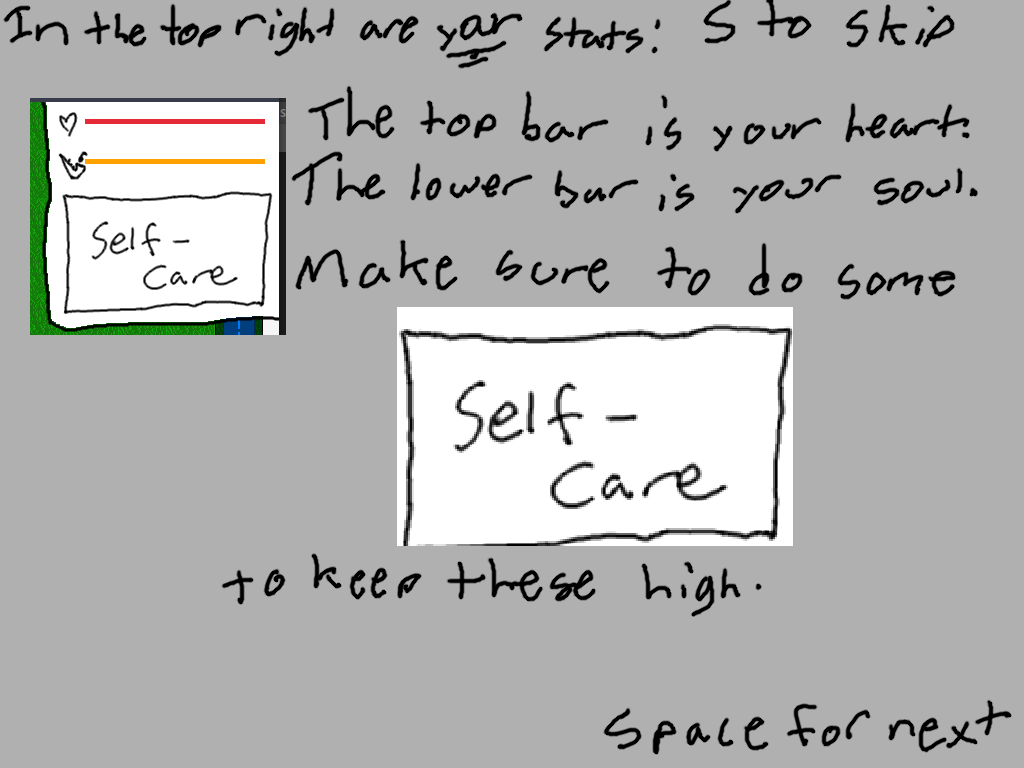 In the top right are yar stats: S to skip
The top bar is your heart.
The lower bar is your soul.
Self-
Care
Make sure to do some
Self-
Care
to keep these high.
Space for next